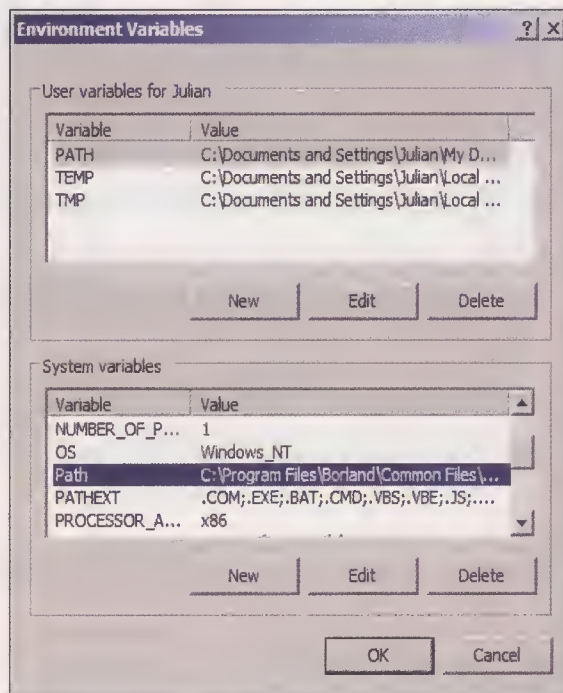 Environment Variables ? ×
User variables for Julian
Variable Value
PATH C:\Documents and Settings\Julian\My D...
TEMP C:\Documents and Settings\Julian\Local ...
TMP C:\Documents and Settings\Julian\Local ...
New Edit Delete
System variables
Variable Value
NUMBER_OF_P... 1
OS Windows_NT
Path C:\Program Files\Borland\Common Files\...
PATHEXT .COM;.EXE;.BAT;.CMD;.VBS;.VBE;.JS;....
PROCESSOR_A... x86
New Edit Delete
OK Cancel